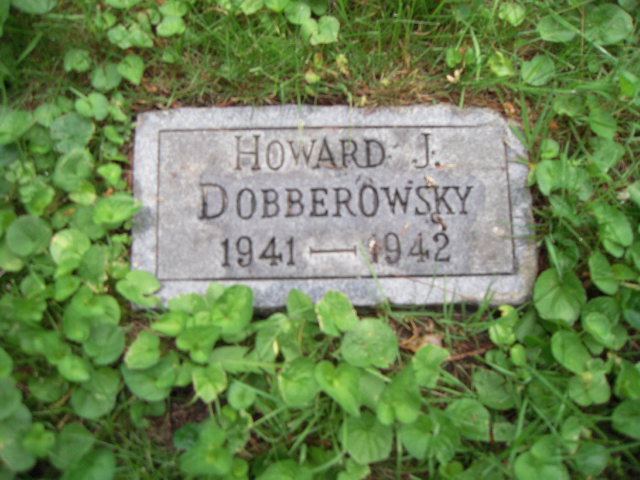 HOWARD J.
DOBBEROWSKY
1941 — 1942